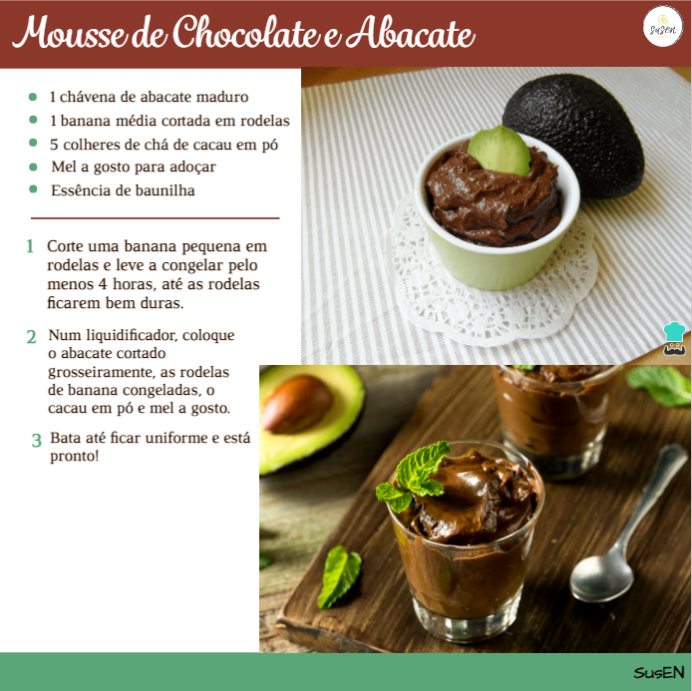 Mousse de Chocolate e Abacate
susen
1 chávena de abacate maduro
1 banana média cortada em rodelas
5 colheres de chá de cacau em pó
Mel a gosto para adoçar
Essência de baunilha
1 Corte uma banana pequena em
rodelas e leve a congelar pelo
menos 4 horas, até as rodelas
ficarem bem duras.
2 Num liquidificador, coloque
o abacate cortado
grosseiramente, as rodelas
de banana congeladas, o
cacau em pó e mel a gosto.
3 Bata até ficar uniforme e está
pronto!
SusEN